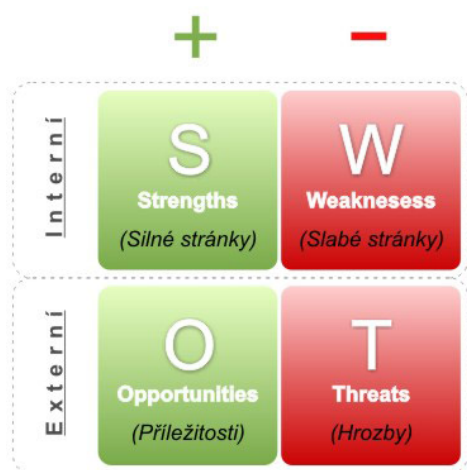 +
−
Interní
S
Strengths
(Silné stránky)
W
Weaknesess
(Slabé stránky)
Externí
O
Opportunities
(Příležitosti)
T
Threats
(Hrozby)